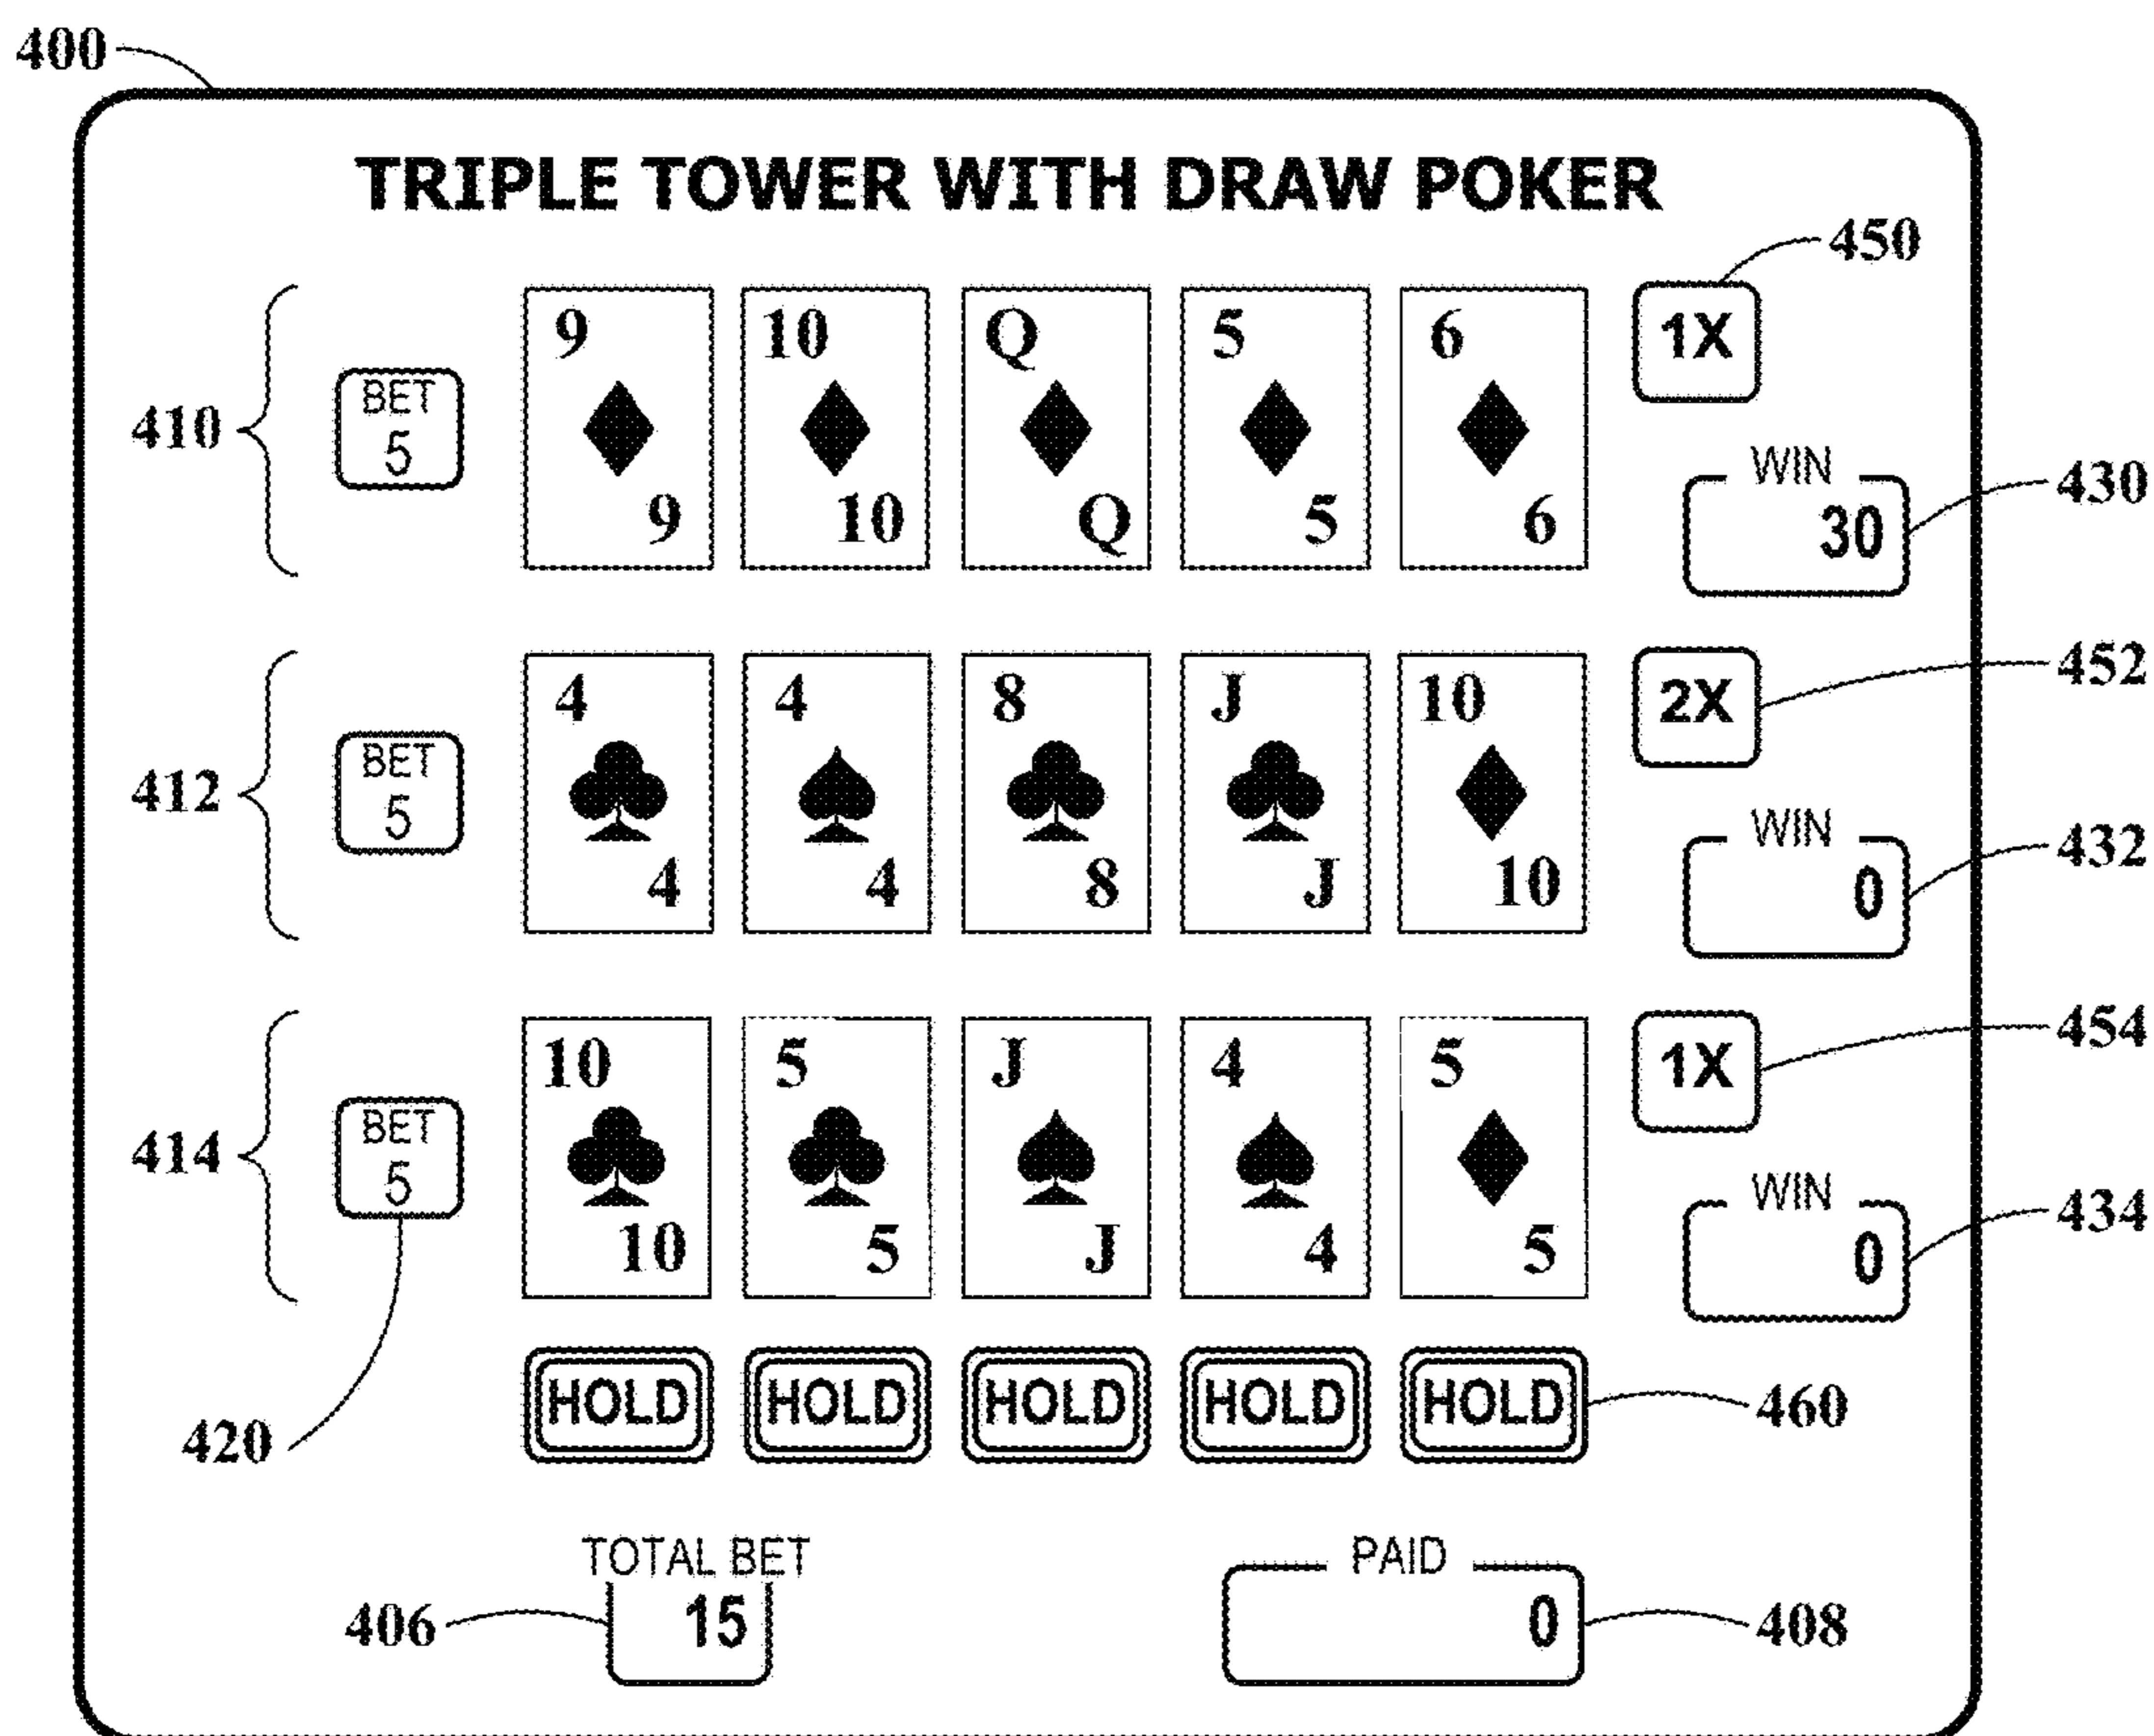 400
TRIPLE TOWER WITH DRAW POKER
450
9 10 Q 5 6 1X
BET
410 5
WIN
430
30
9 10 Q 5 6
452
4 4 8 J 10 2X
BET
412 5
WIN
432
0
4 4 8 J 10
454
10 5 J 4 5 1X
BET
414 5
WIN
434
0
10 5 J 4 5
HOLD HOLD HOLD HOLD HOLD 460
420
TOTAL BET PAID
406 15 0 408